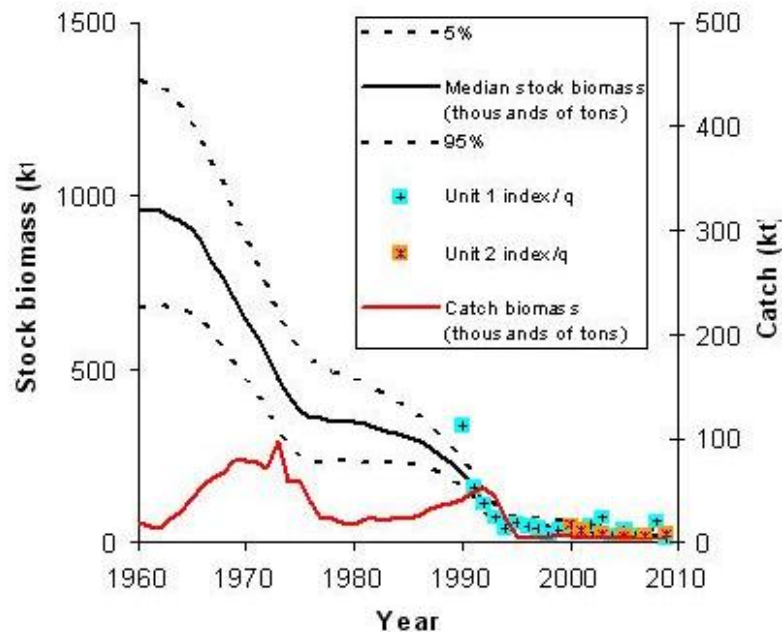 1500
1000
500
0
Stock biomass (kt
500
400
300
200
100
0
Catch (kt)
5%
Median stock biomass
(thousands of tons)
95%
Unit 1 index/q
Unit 2 index/q
Catch biomass
(thousands of tons)
1960 1970 1980 1990 2000 2010
Year